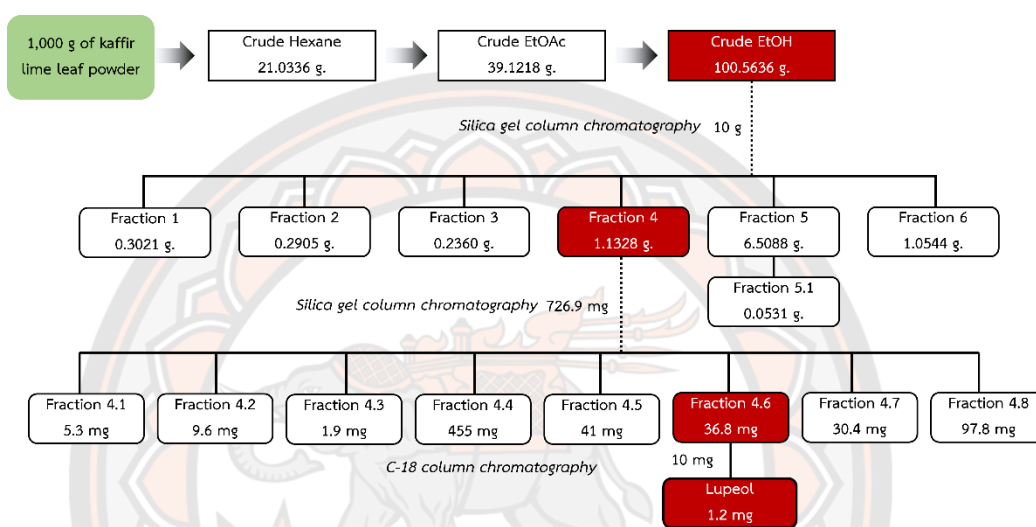 1,000 g of kaffir
lime leaf powder
Crude Hexane
21.0336 g.
Crude EtOAc
39.1218 g.
Crude EtOH
100.5636 g.
Silica gel column chromatography 10 g
Fraction 1
0.3021 g.
Fraction 2
0.2905 g.
Fraction 3
0.2360 g.
Fraction 4
1.1328 g.
Fraction 5
6.5088 g.
Fraction 6
1.0544 g.
Fraction 5.1
0.0531 g.
Silica gel column chromatography 726.9 mg
Fraction 4.1
5.3 mg
Fraction 4.2
9.6 mg
Fraction 4.3
1.9 mg
Fraction 4.4
455 mg
Fraction 4.5
41 mg
Fraction 4.6
36.8 mg
Fraction 4.7
30.4 mg
Fraction 4.8
97.8 mg
C-18 column chromatography
10 mg
Lupeol
1.2 mg